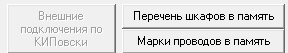 Внешние
подключения по
КИПовски
Перечень шкафов в память
Марки проводов в память